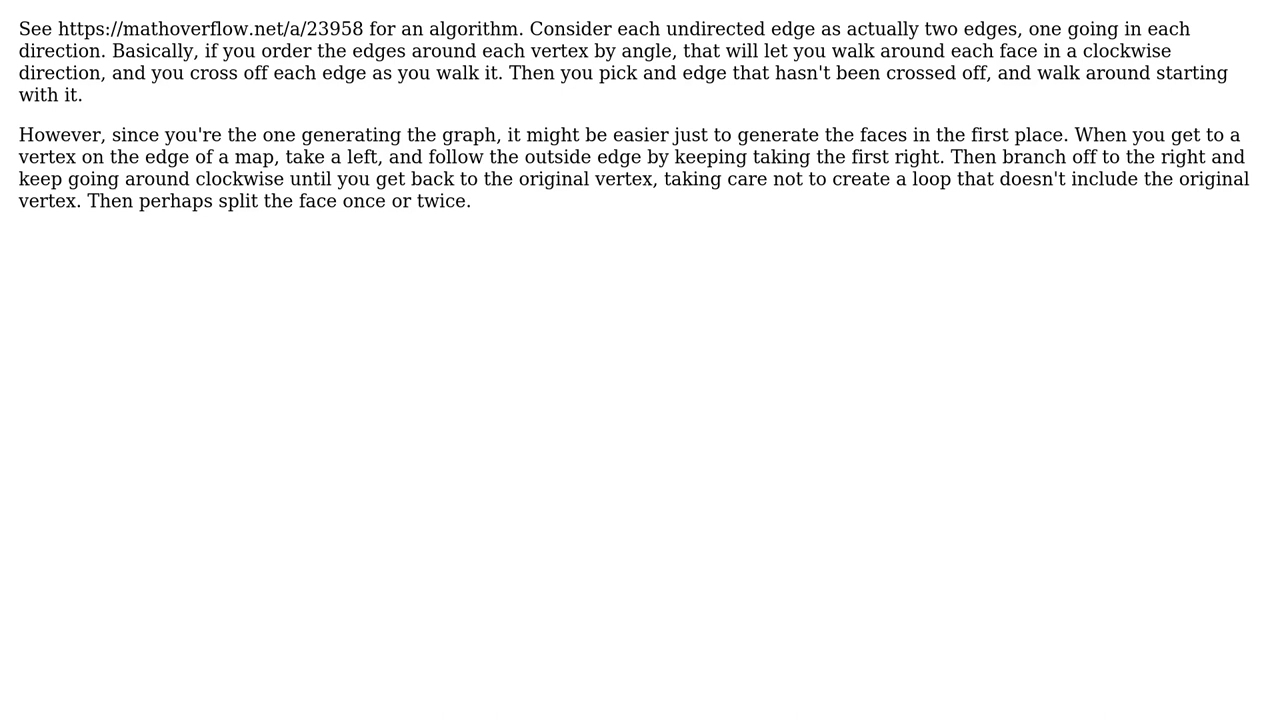 See https://mathoverflow.net/a/23958 for an algorithm. Consider each undirected edge as actually two edges, one going in each
direction. Basically, if you order the edges around each vertex by angle, that will let you walk around each face in a clockwise
direction, and you cross off each edge as you walk it. Then you pick and edge that hasn't been crossed off, and walk around starting
with it.
However, since you're the one generating the graph, it might be easier just to generate the faces in the first place. When you get to a
vertex on the edge of a map, take a left, and follow the outside edge by keeping taking the first right. Then branch off to the right and
keep going around clockwise until you get back to the original vertex, taking care not to create a loop that doesn't include the original
vertex. Then perhaps split the face once or twice.